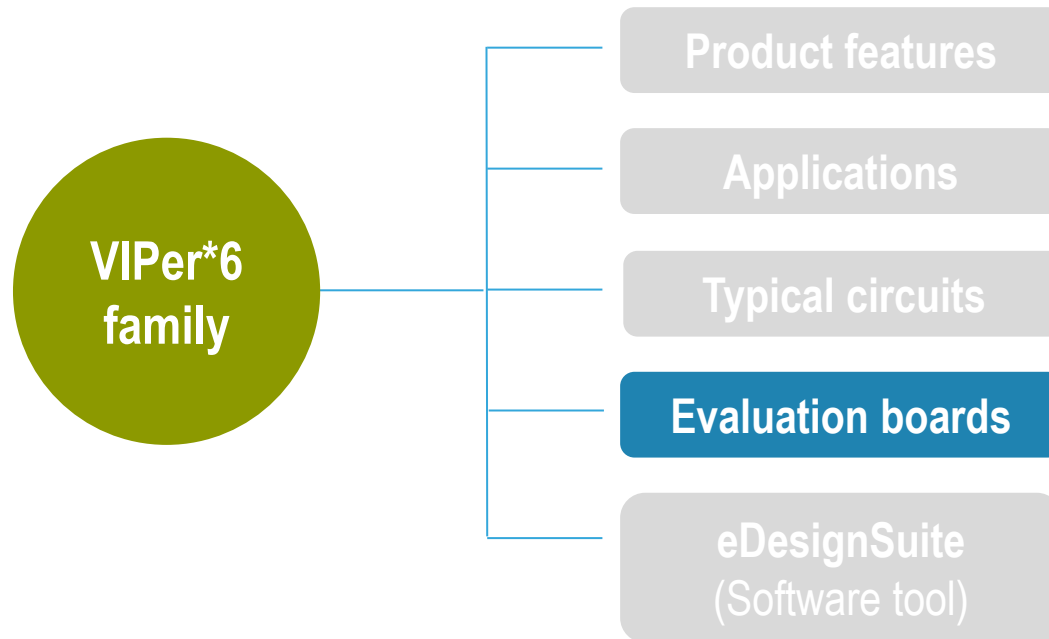 VIPer*6
family
Product features
Applications
Typical circuits
Evaluation boards
eDesignSuite
(Software tool)